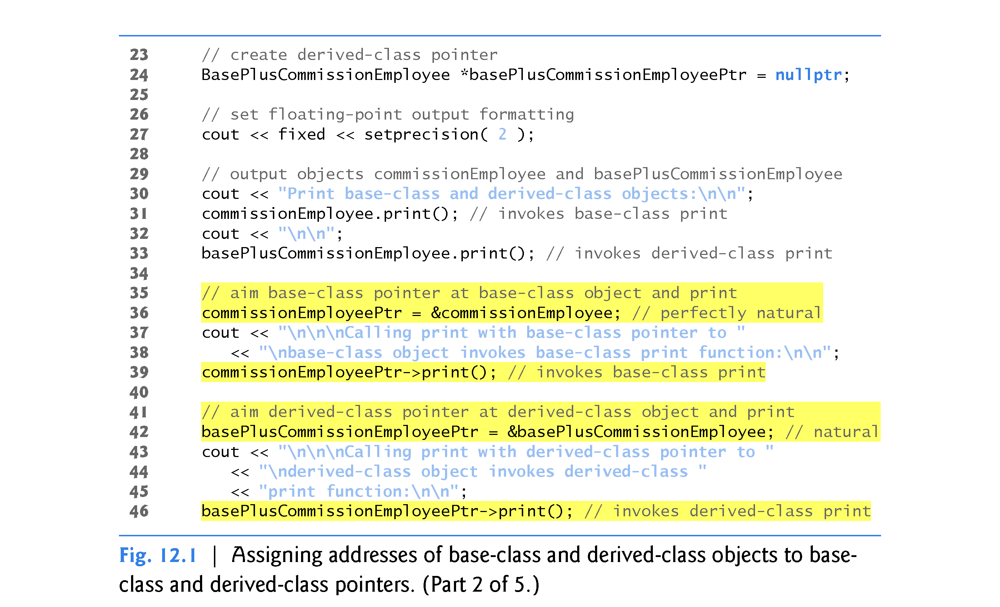 23 // create derived-class pointer
24 BasePlusCommissionEmployee *basePlusCommissionEmployeePtr = nullptr;
25
26 // set floating-point output formatting
27 cout << fixed << setprecision( 2 );
28
29 // output objects commissionEmployee and basePlusCommissionEmployee
30 cout << "Print base-class and derived-class objects:\n\n";
31 commissionEmployee.print(); // invokes base-class print
32 cout << "\n\n";
33 basePlusCommissionEmployee.print(); // invokes derived-class print
34
35 // aim base-class pointer at base-class object and print
36 commissionEmployeePtr = &commissionEmployee; // perfectly natural
37 cout << "\n\n\nCalling print with base-class pointer to "
38 << "\nbase-class object invokes base-class print function:\n\n";
39 commissionEmployeePtr->print(); // invokes base-class print
40
41 // aim derived-class pointer at derived-class object and print
42 basePlusCommissionEmployeePtr = &basePlusCommissionEmployee; // natural
43 cout << "\n\n\nCalling print with derived-class pointer to "
44 << "\nderived-class object invokes derived-class "
45 << "print function:\n\n";
46 basePlusCommissionEmployeePtr->print(); // invokes derived-class print
Fig. 12.1 | Assigning addresses of base-class and derived-class objects to base-
class and derived-class pointers. (Part 2 of 5.)